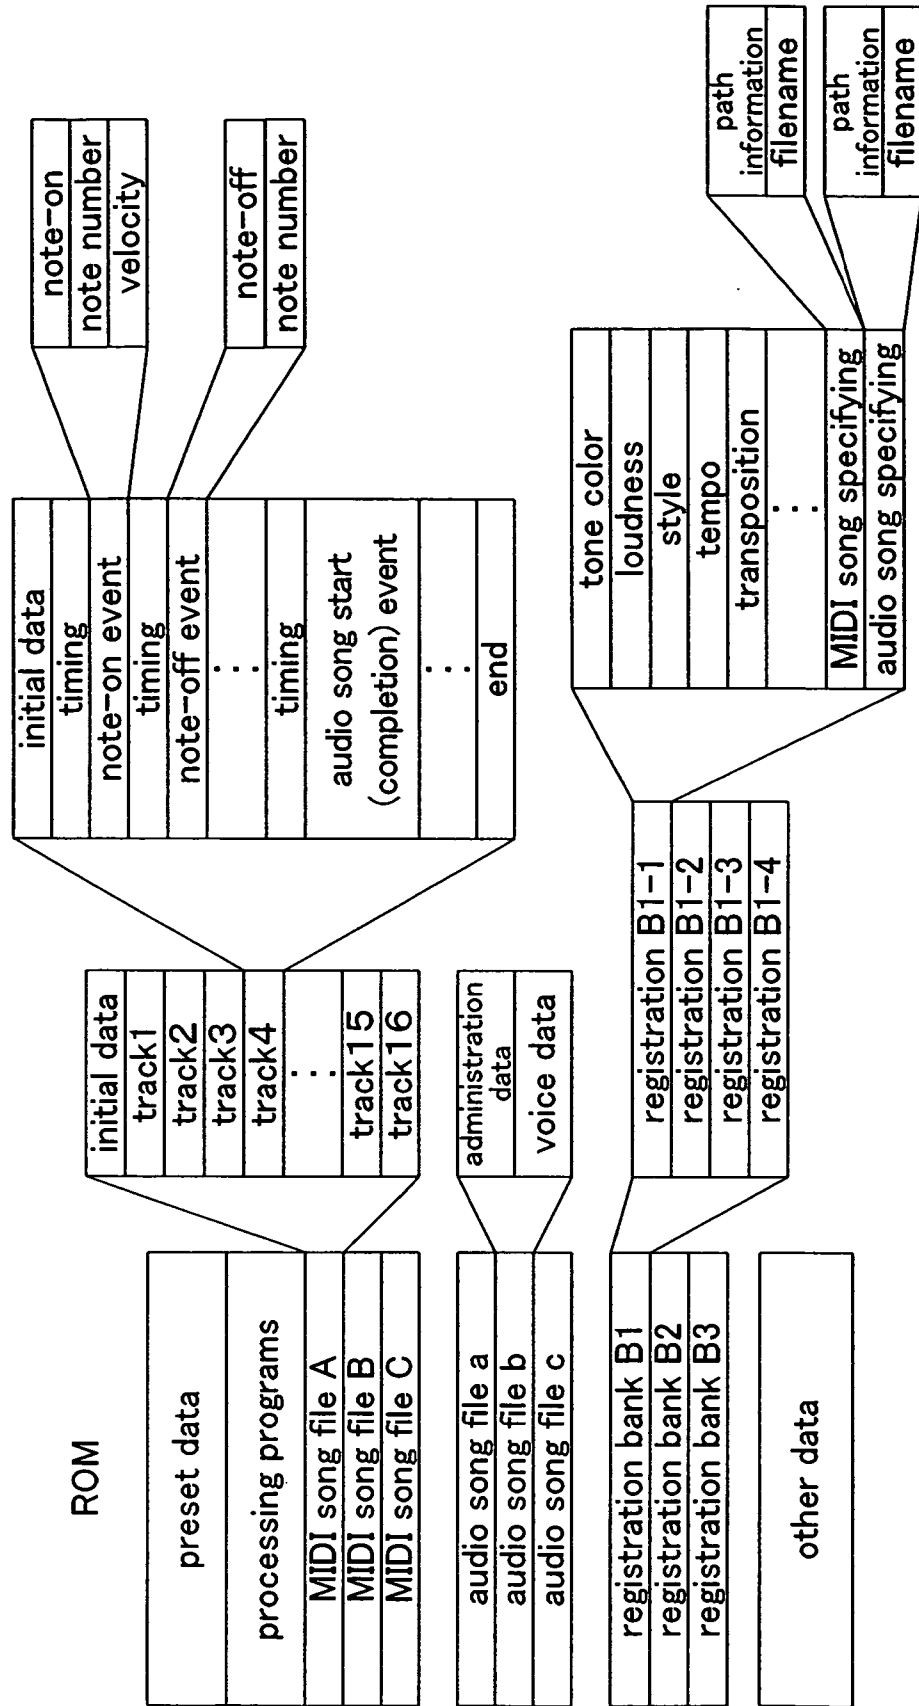 ROM
preset data
processing programs
MIDI song file A
MIDI song file B
MIDI song file C
audio song file a
audio song file b
audio song file c
registration bank B1
registration bank B2
registration bank B3
other data
initial data
track1
track2
track3
track4
...
track15
track16
administration
data
voice data
registration B1-1
registration B1-2
registration B1-3
registration B1-4
initial data
timing
note-on event
timing
note-off event
...
timing
audio song start
(completion) event
...
end
note-on
note number
velocity
note-off
note number
tone color
loudness
style
tempo
transposition
...
MIDI song specifying
audio song specifying
path
information
filename
path
information
filename